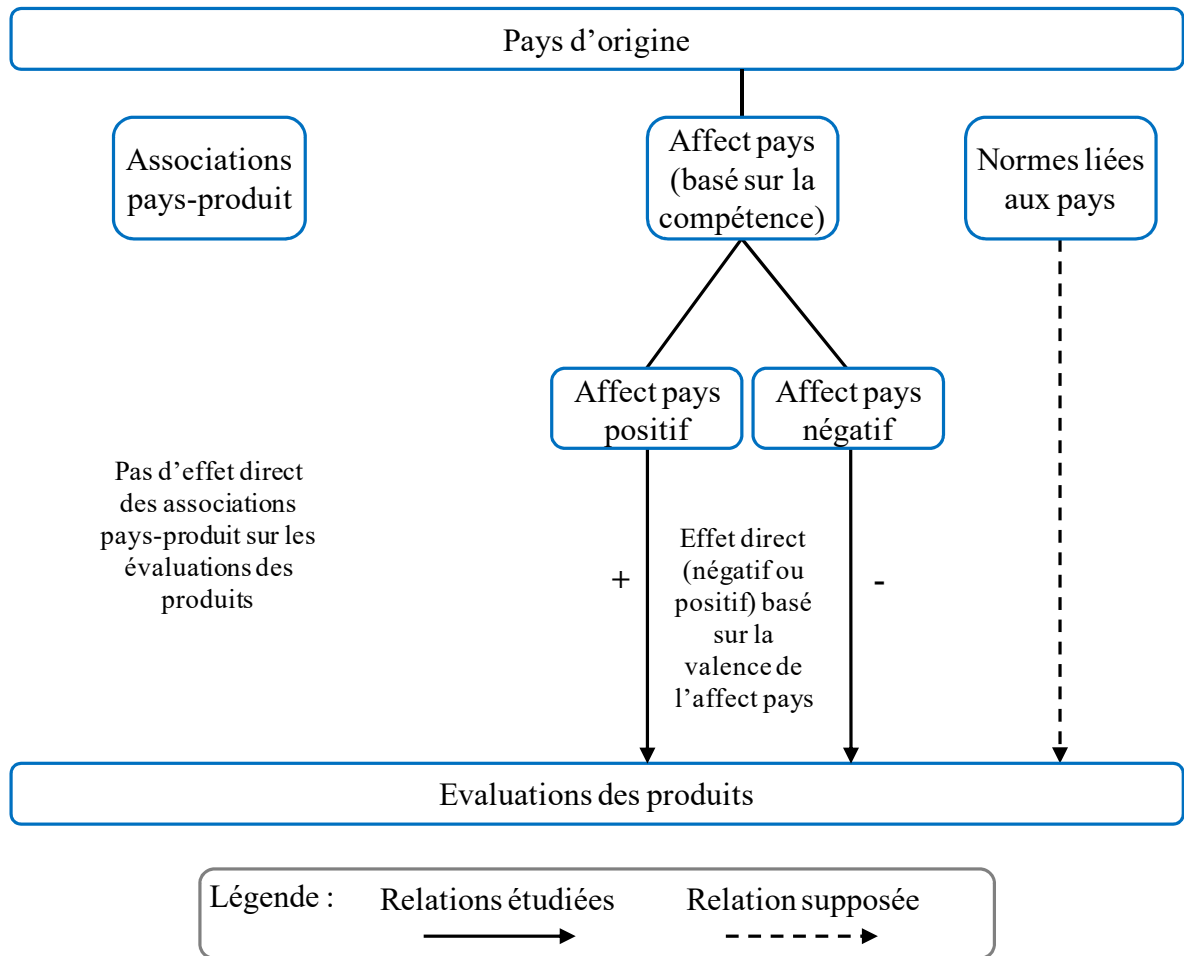 Pays d’origine
Associations
pays-produit
Affect pays
(basé sur la
compétence)
Normes liées
aux pays
Affect pays
positif
Affect pays
négatif
Pas d’effet direct
des associations
pays-produit sur les
évaluations des
produits
+
Effet direct
(négatif ou
positif) basé
sur la
valence de
l’affect pays
-
Evaluations des produits
Légende :
Relations étudiées
Relation supposée